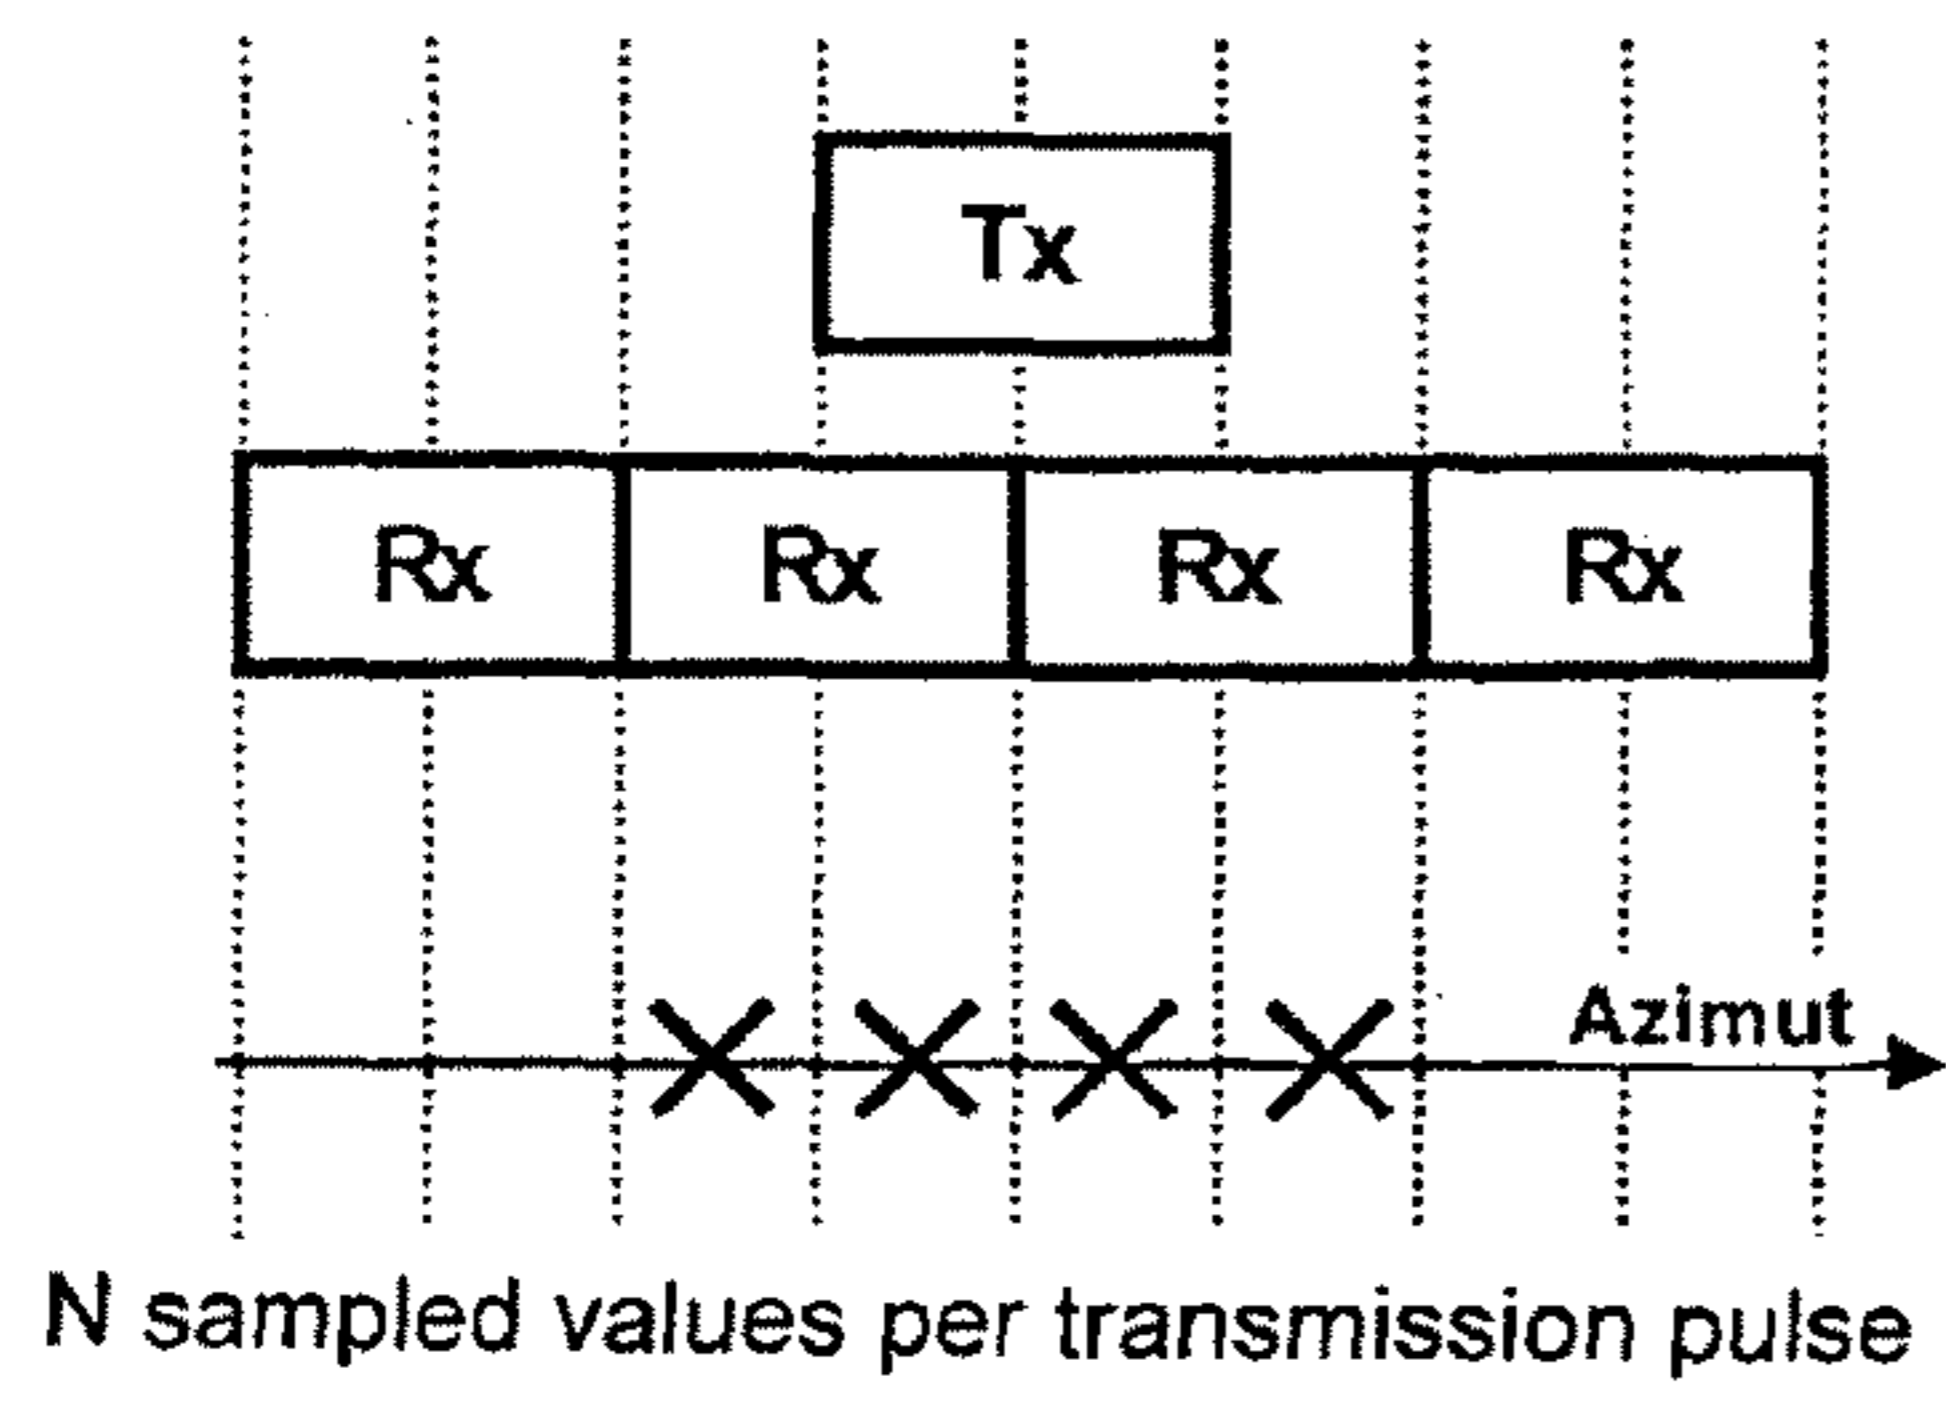 Tx
Rx Rx Rx Rx
Azimut
N sampled values per transmission pulse